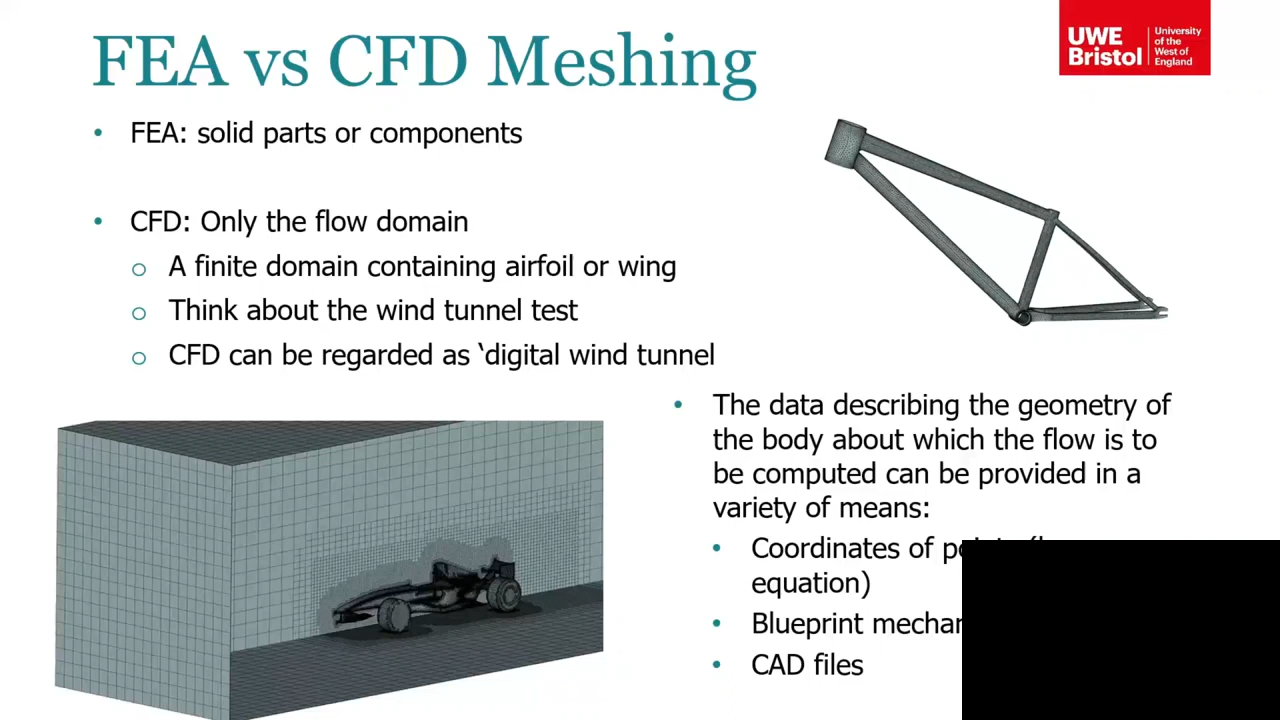 FEA vs CFD Meshing
UWE
Bristol
University
of the
West of
England
• FEA: solid parts or components
• CFD: Only the flow domain
o A finite domain containing airfoil or wing
o Think about the wind tunnel test
o CFD can be regarded as ‘digital wind tunnel
• The data describing the geometry of
the body about which the flow is to
be computed can be provided in a
variety of means:
• Coordinates of
equation)
• Blueprint
• CAD files